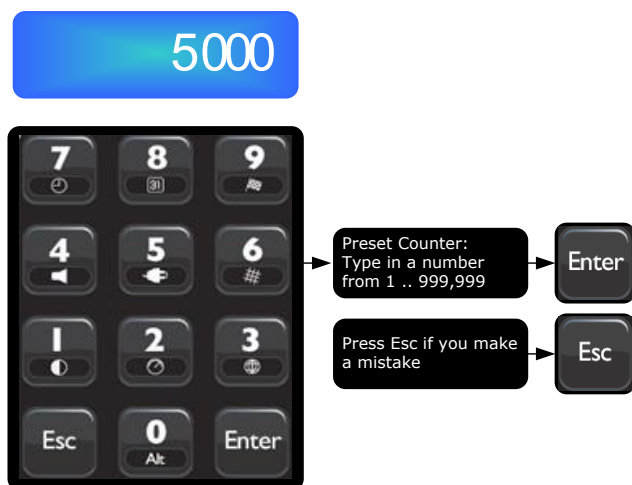 5000
7 8 9
31
4 5 6
#
1 2 3
Esc 0 Enter
Alt
Preset Counter:
Type in a number
from 1 .. 999,999
Enter
Press Esc if you make
a mistake
Esc